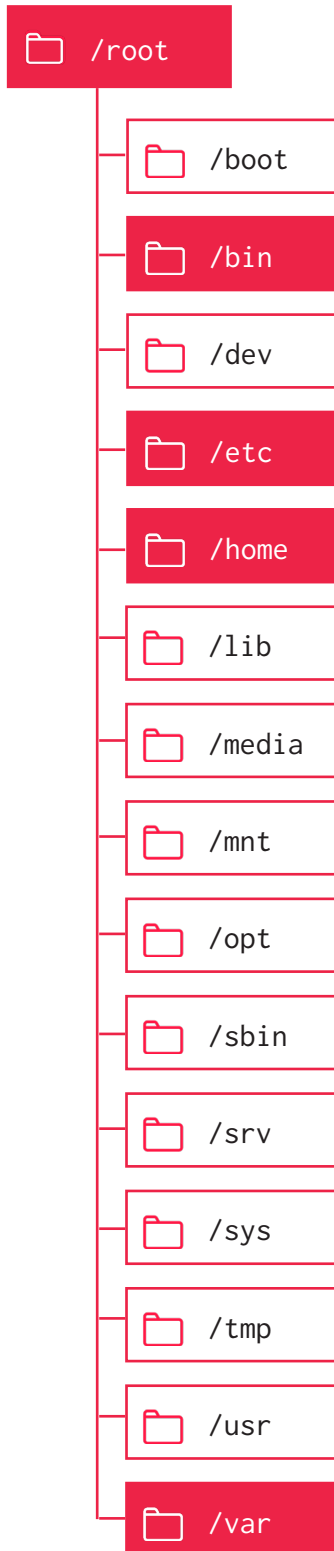 /root
/boot
/bin
/dev
/etc
/home
/lib
/media
/mnt
/opt
/sbin
/srv
/sys
/tmp
/usr
/var